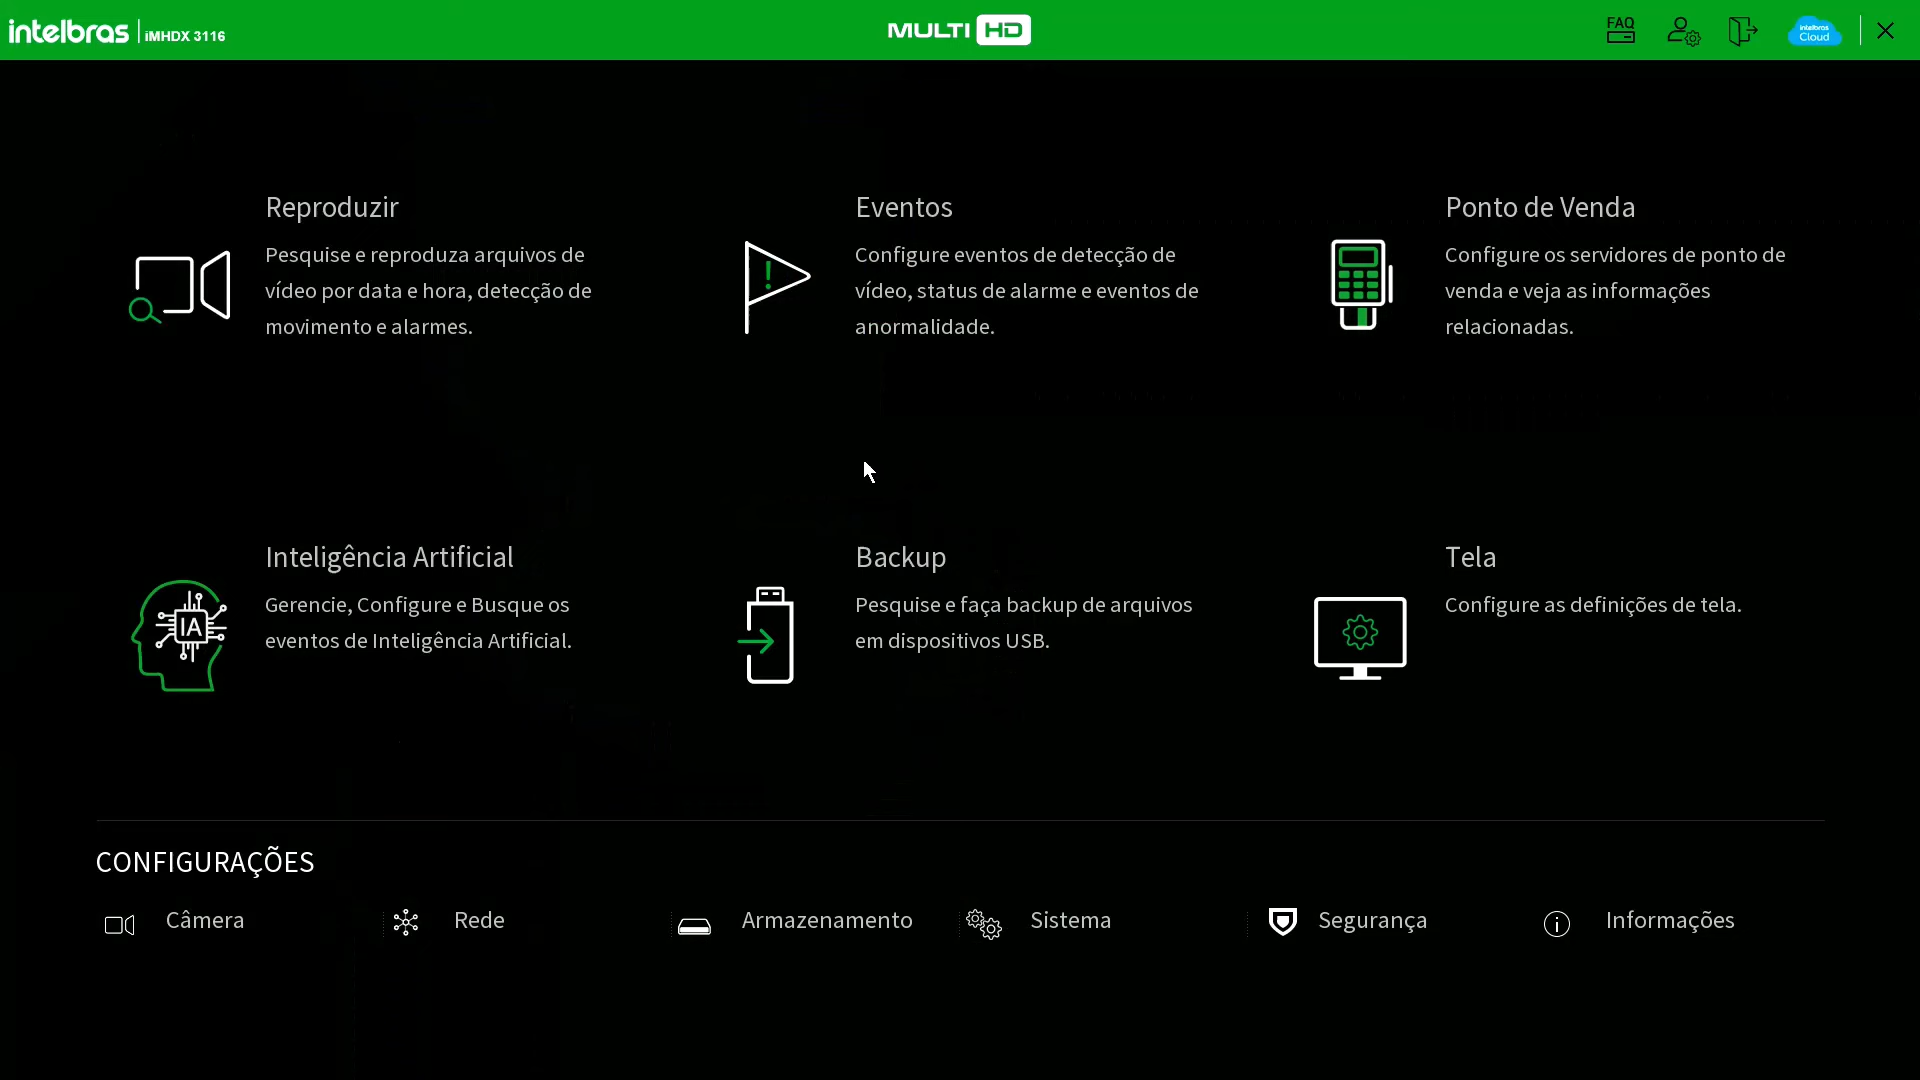 intelbras iMHDX 3116
MULTI HD
FAQ
intelbras
Cloud
Reproduzir
Pesquise e reproduza arquivos de
vídeo por data e hora, detecção de
movimento e alarmes.
Eventos
Configure eventos de detecção de
vídeo, status de alarme e eventos de
anormalidade.
Ponto de Venda
Configure os servidores de ponto de
venda e veja as informações
relacionadas.
Inteligência Artificial
Gerencie, Configure e Busque os
eventos de Inteligência Artificial.
IA
Backup
Pesquise e faça backup de arquivos
em dispositivos USB.
Tela
Configure as definições de tela.
CONFIGURAÇÕES
Câmera
Rede
Armazenamento
Sistema
Segurança
Informações